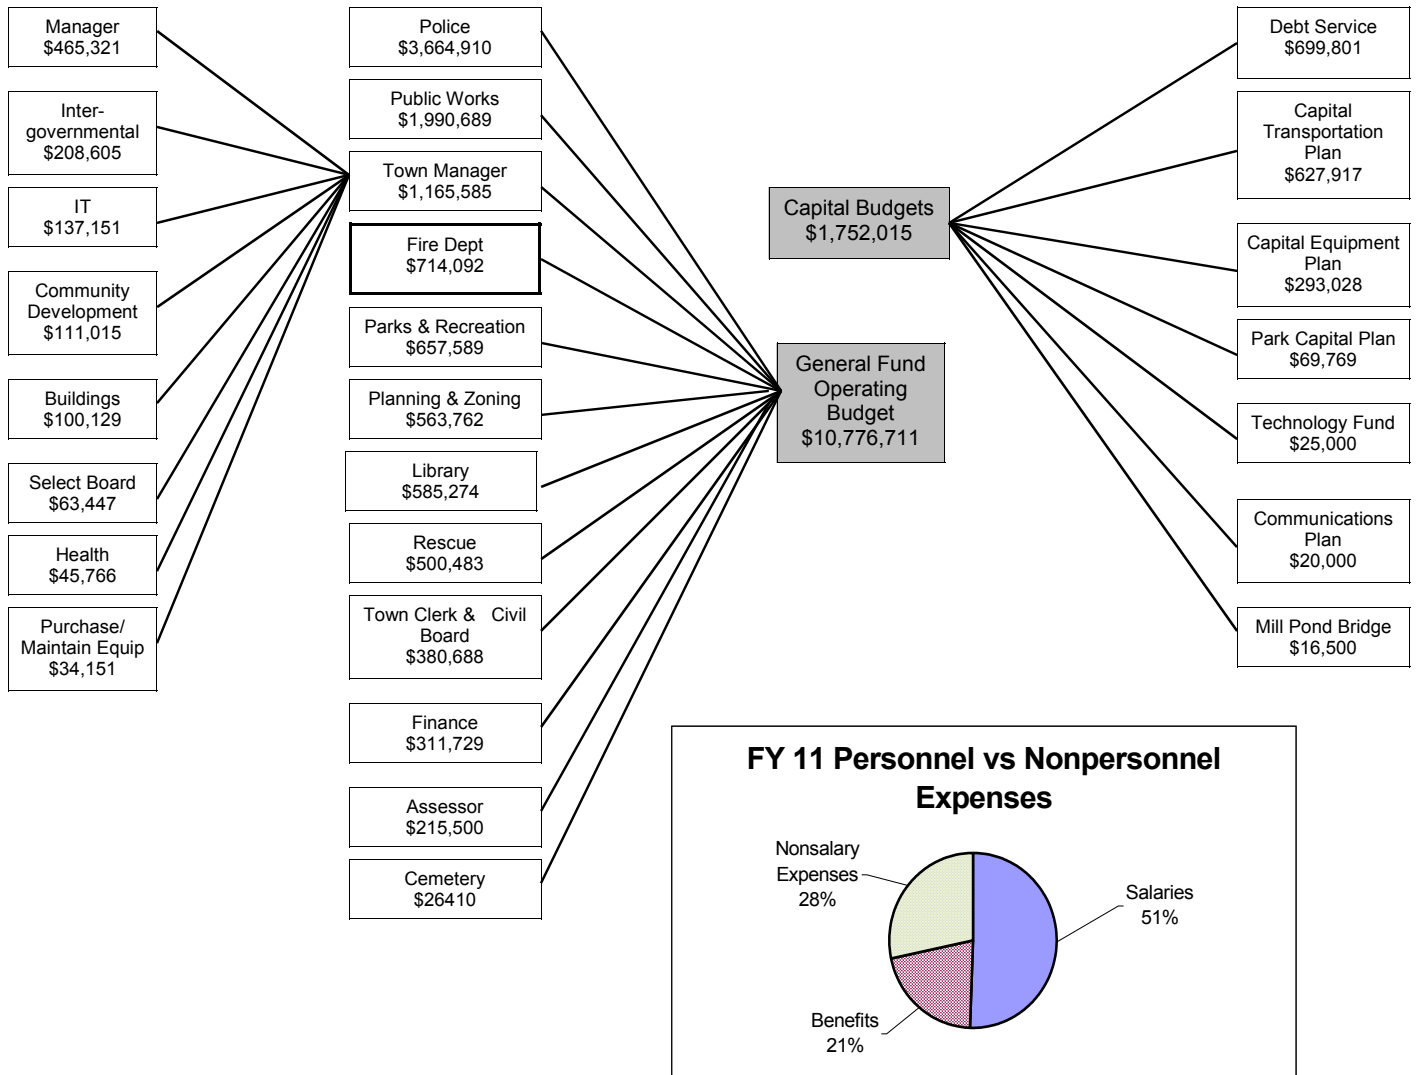 Manager
$465,321
Inter-
governmental
$208,605
IT
$137,151
Community
Development
$111,015
Buildings
$100,129
Select Board
$63,447
Health
$45,766
Purchase/
Maintain Equip
$34,151
Police
$3,664,910
Public Works
$1,990,689
Town Manager
$1,165,585
Fire Dept
$714,092
Parks & Recreation
$657,589
Planning & Zoning
$563,762
Library
$585,274
Rescue
$500,483
Town Clerk & Civil
Board
$380,688
Finance
$311,729
Assessor
$215,500
Cemetery
$26410
Capital Budgets
$1,752,015
General Fund
Operating
Budget
$10,776,711
Debt Service
$699,801
Capital
Transportation
Plan
$627,917
Capital Equipment
Plan
$293,028
Park Capital Plan
$69,769
Technology Fund
$25,000
Communications
Plan
$20,000
Mill Pond Bridge
$16,500
FY 11 Personnel vs Nonpersonnel
Expenses
Nonsalary
Expenses
28%
Salaries
51%
Benefits
21%